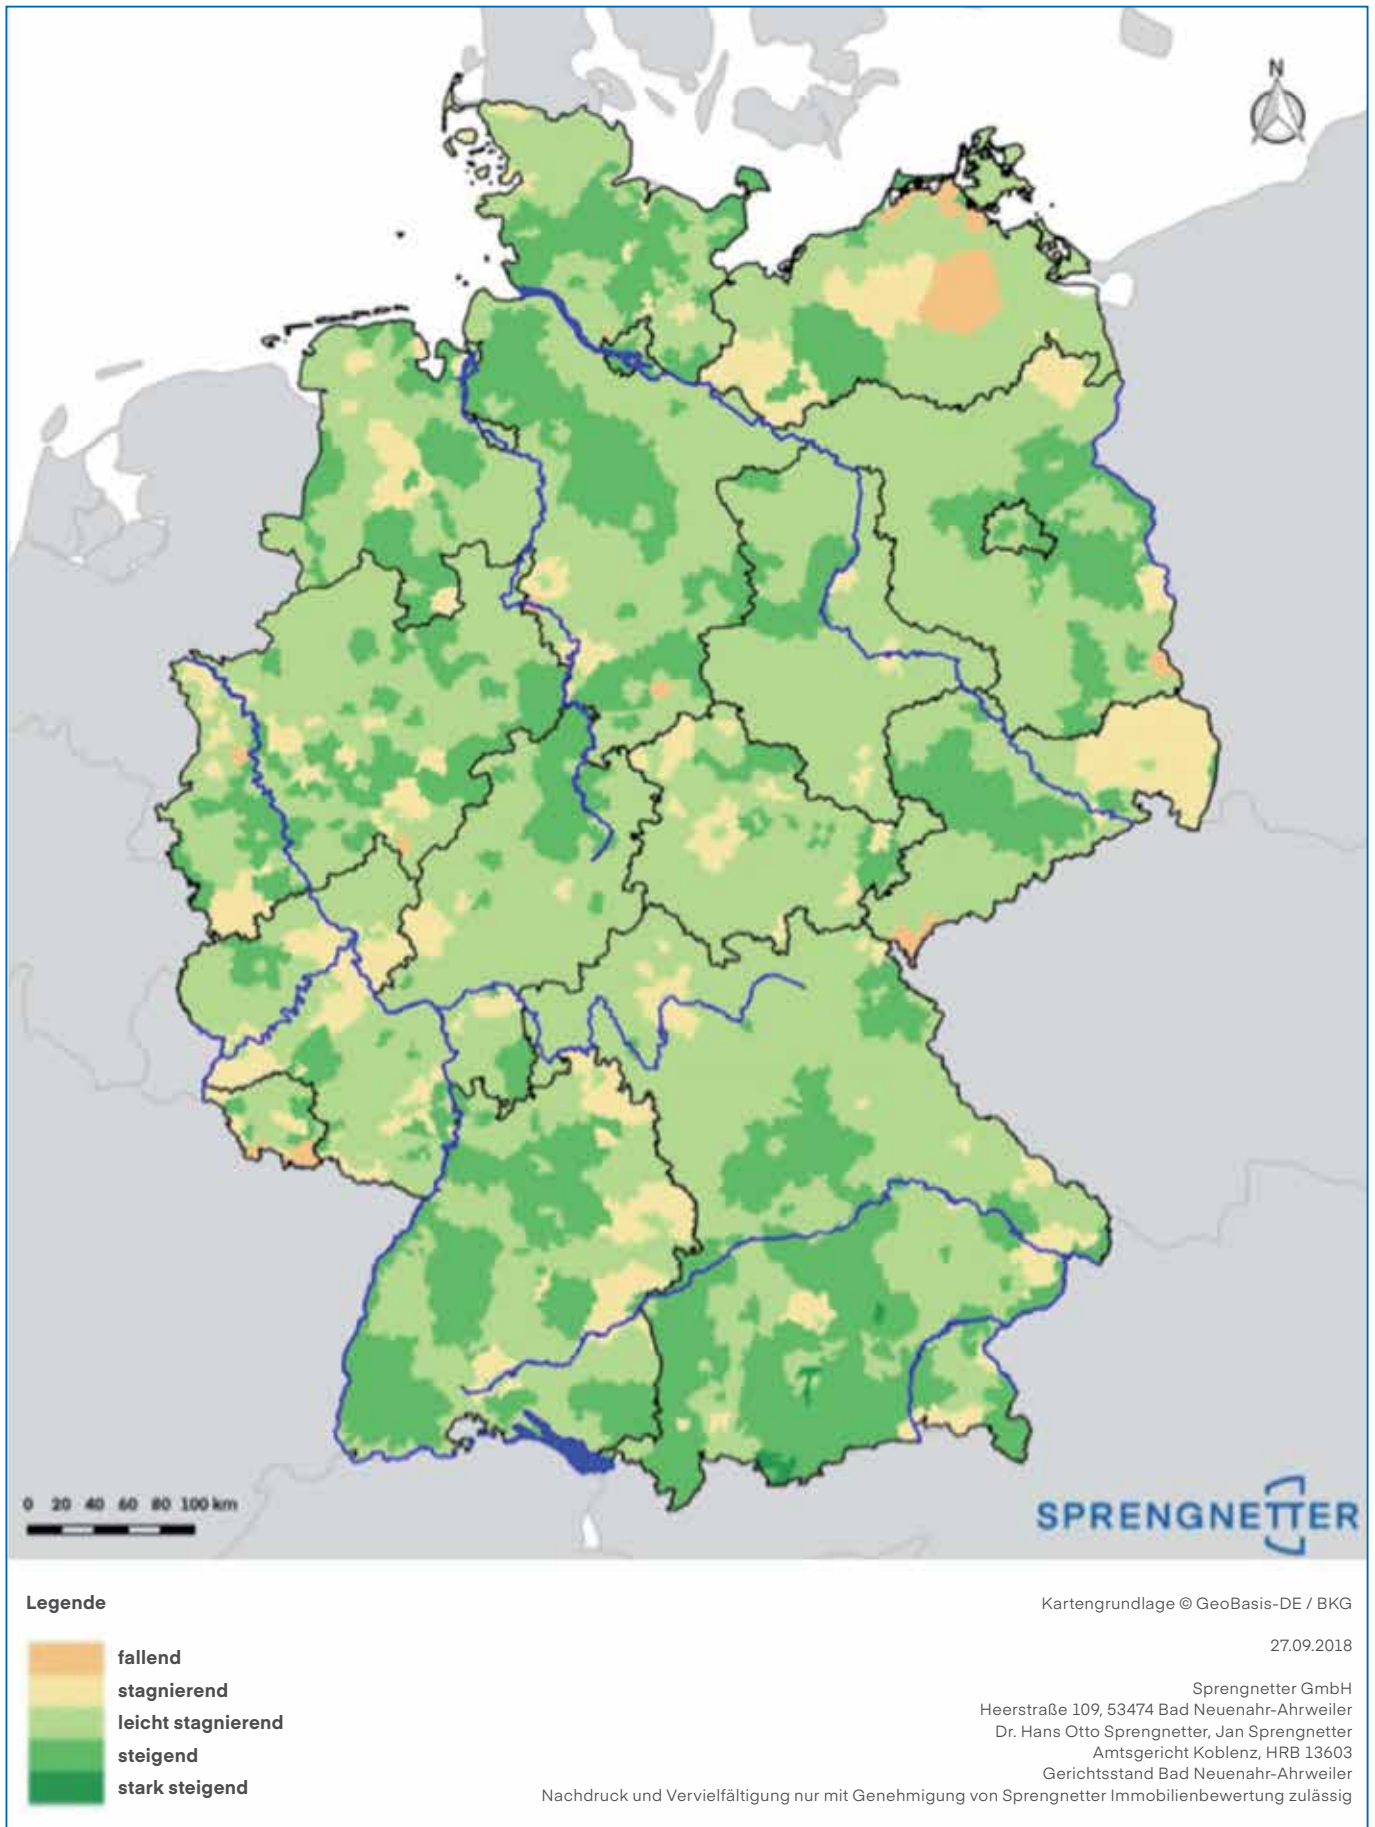 N
0 20 40 60 80 100 km
SPRENGNETTER
Legende
fallend
stagnierend
leicht stagnierend
steigend
stark steigend
Kartengrundlage © GeoBasis-DE / BKG
27.09.2018
Sprengnetter GmbH
Heerstraße 109, 53474 Bad Neuenahr-Ahrweiler
Dr. Hans Otto Sprengnetter, Jan Sprengnetter
Amtsgericht Koblenz, HRB 13603
Gerichtsstand Bad Neuenahr-Ahrweiler
Nachdruck und Vervielfältigung nur mit Genehmigung von Sprengnetter Immobilienbewertung zulässig